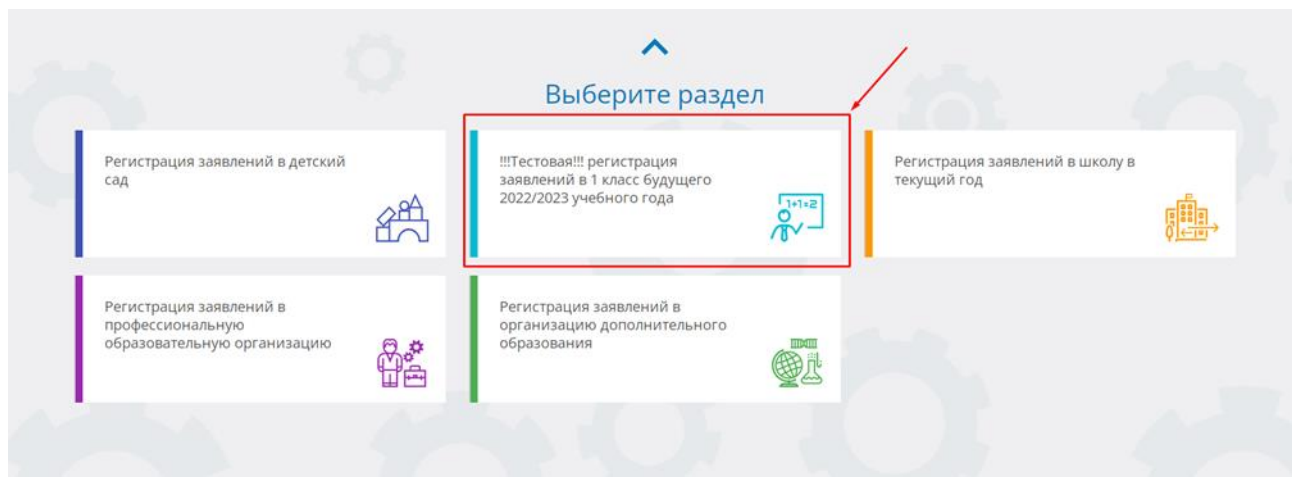 Выберите раздел
Регистрация заявлений в детский
сад
!!!Тестовая!!! регистрация
заявлений в 1 класс будущего
2022/2023 учебного года
1+1=2
Регистрация заявлений в школу в
текущий год
Регистрация заявлений в
профессиональную
образовательную организацию
Регистрация заявлений в
организацию дополнительного
образования